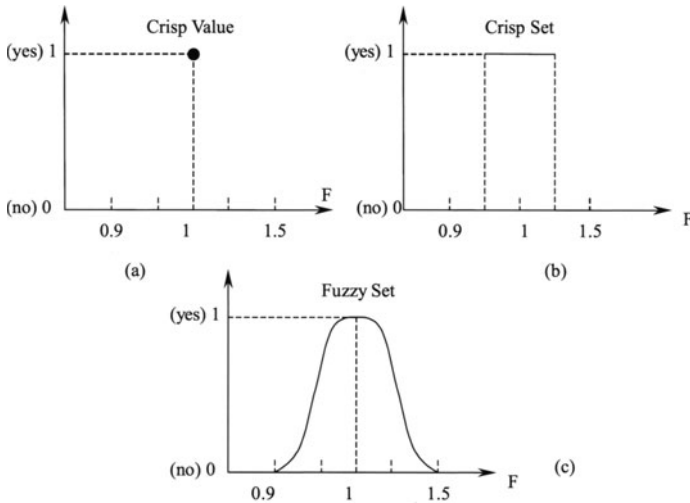 Crisp Value
(yes) 1
(no) 0
F
0.9 1 1.5
(a)
Crisp Set
(yes) 1
(no) 0
F
0.9 1 1.5
(b)
Fuzzy Set
(yes) 1
(no) 0
F
0.9 1 1.5
(c)